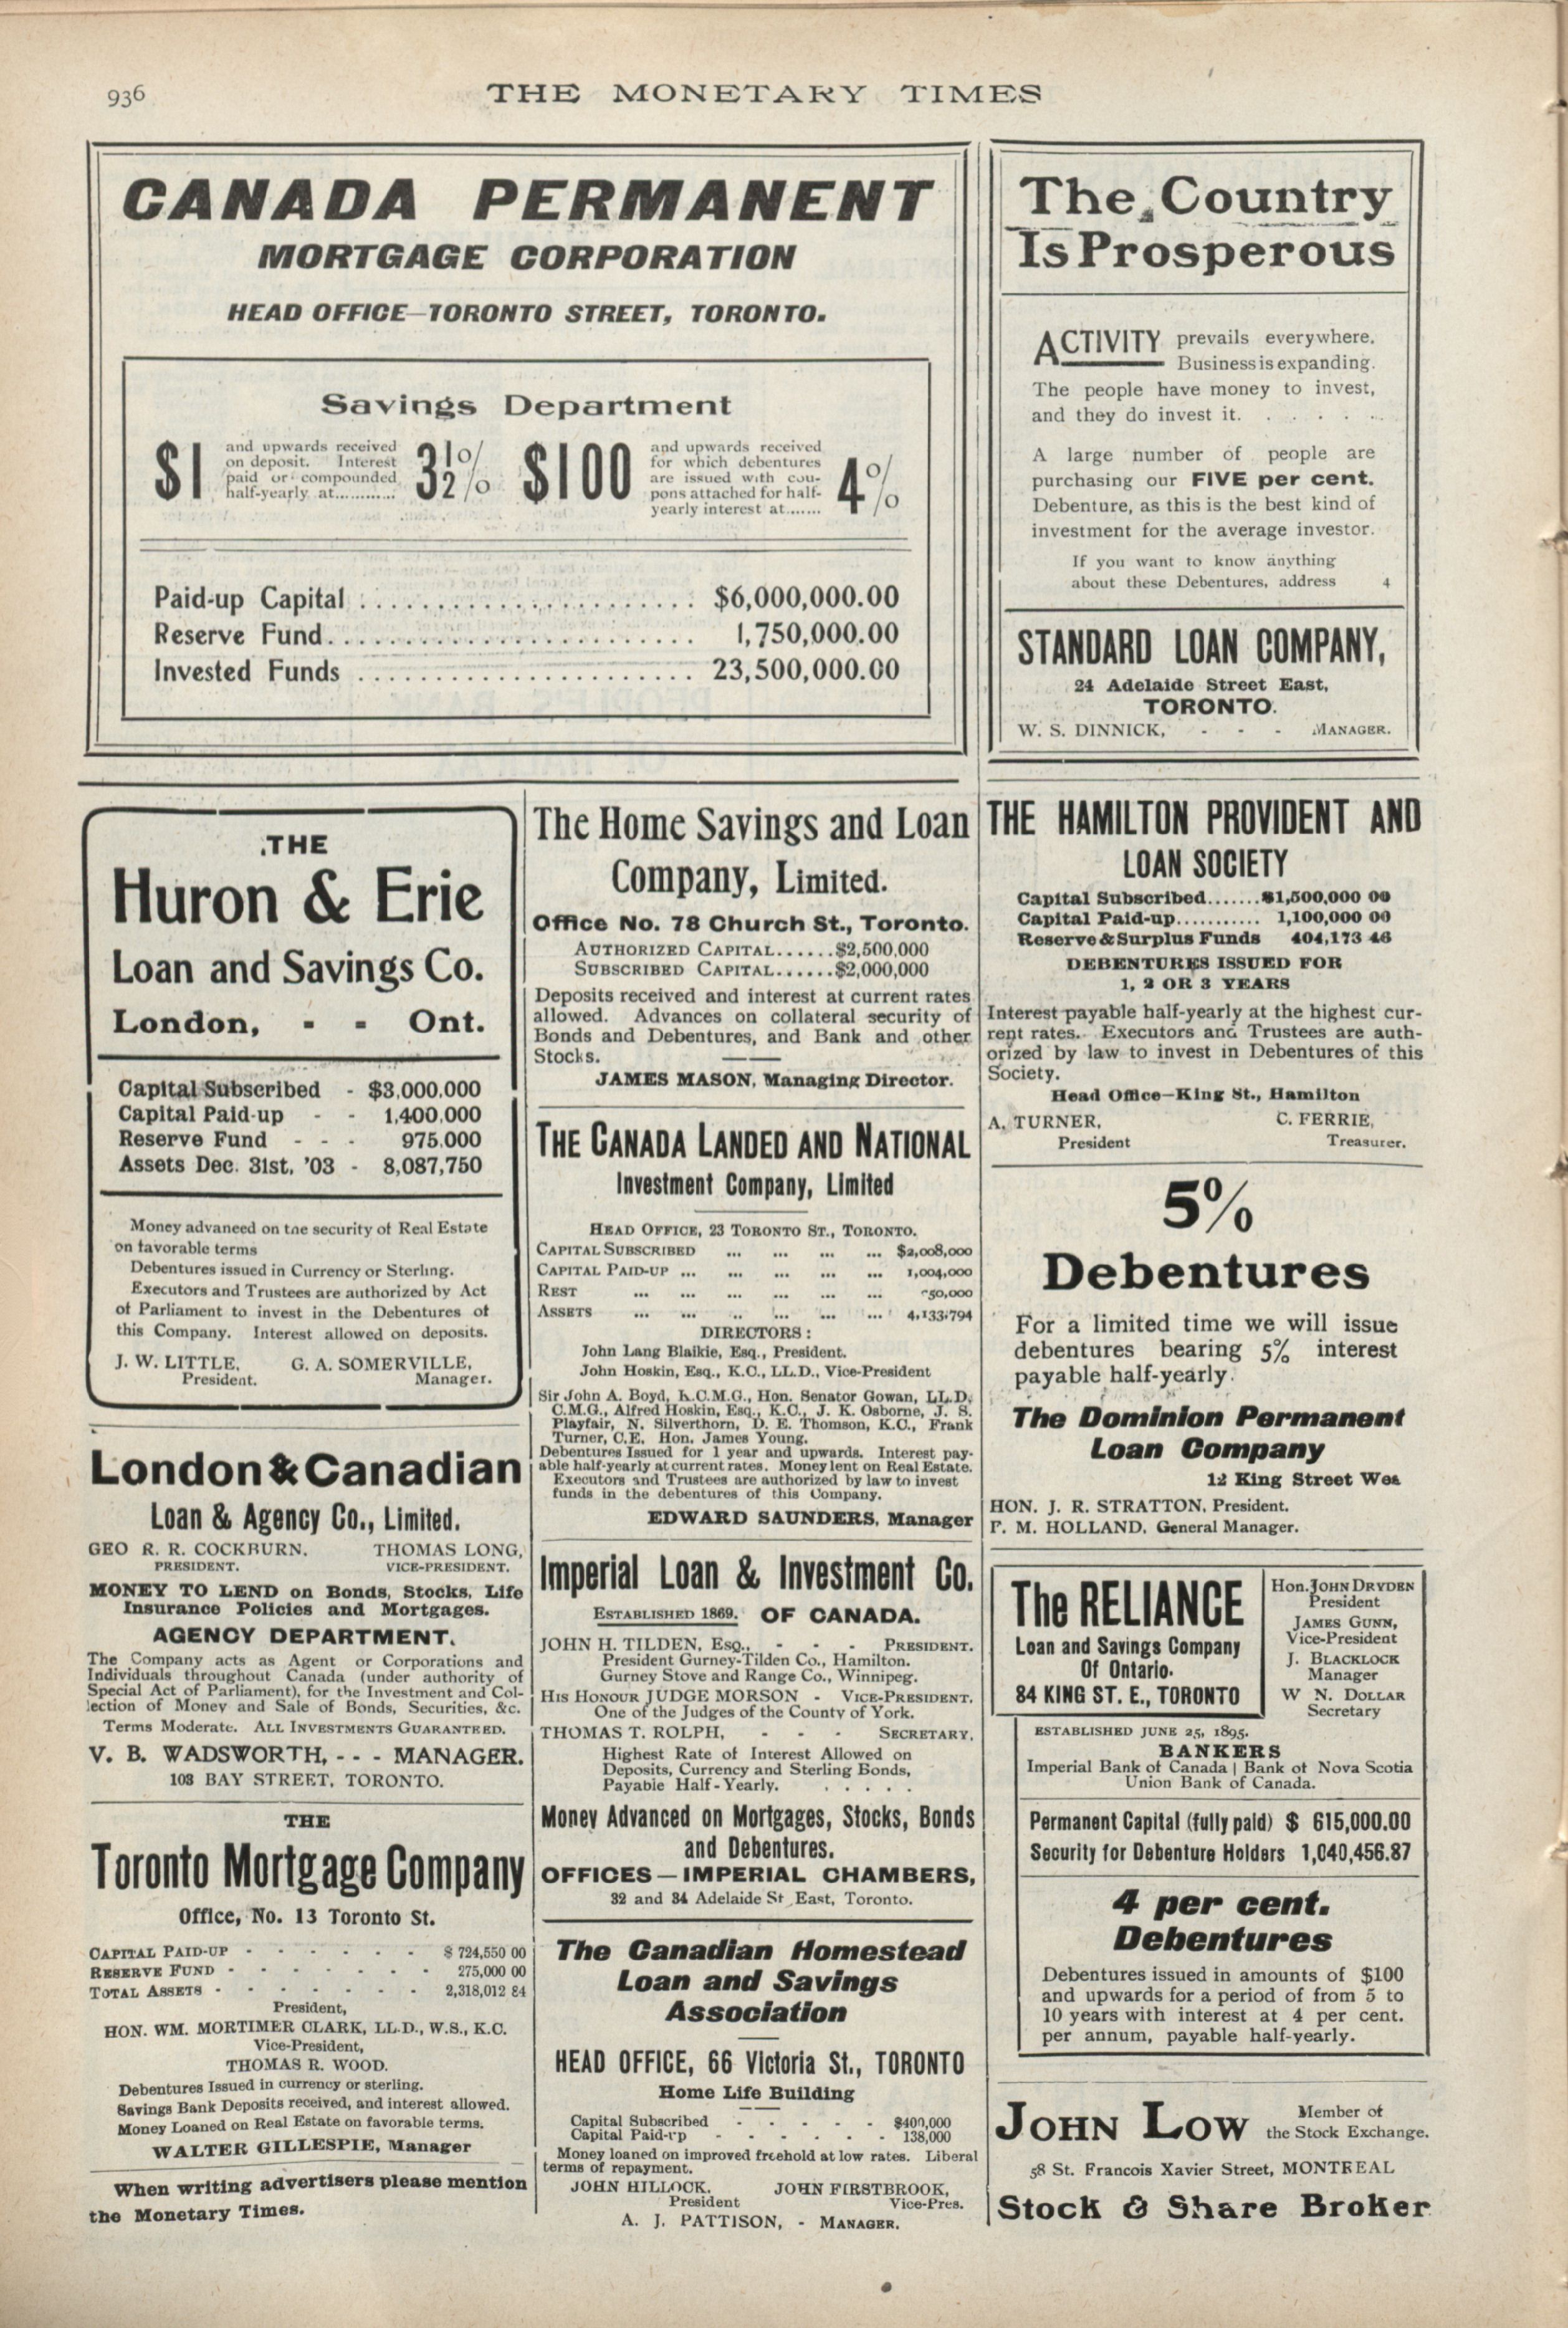 936
THE MONETARY TIMES
CANADA PERMANENT
MORTGAGE CORPORATION
HEAD OFFICE—TORONTO STREET, TORONTO.
Savings Department
$1
and upwards received
on deposit. Interest
paid or compounded
half-yearly at............
3½%
$100
and upwards received
for which debentures
are issued with cou-
pons attached for half-
yearly interest at.......
4%
Paid-up Capital ...................... $6,000,000.00
Reserve Fund........................ 1,750,000.00
Invested Funds ...................... 23,500,000.00
The Country
Is Prosperous
ACTIVITY prevails everywhere.
Business is expanding.
The people have money to invest,
and they do invest it. . . . . . .
A large number of people are
purchasing our FIVE per cent.
Debenture, as this is the best kind of
investment for the average investor.
If you want to know anything
about these Debentures, address 4
STANDARD LOAN COMPANY,
24 Adelaide Street East,
TORONTO.
W. S. DINNICK, - - - MANAGER.
THE
Huron & Erie
Loan and Savings Co.
London, - - Ont.
Capital Subscribed - $3,000,000
Capital Paid-up - - 1,400,000
Reserve Fund - - - 975,000
Assets Dec. 31st, '03 - 8,087,750
Money advanced on the security of Real Estate
on favorable terms
Debentures issued in Currency or Sterling.
Executors and Trustees are authorized by Act
of Parliament to invest in the Debentures of
this Company. Interest allowed on deposits.
J. W. LITTLE, G. A. SOMERVILLE,
President. Manager.
London & Canadian
Loan & Agency Co., Limited.
GEO R. R. COCKBURN, THOMAS LONG,
PRESIDENT. VICE-PRESIDENT.
MONEY TO LEND on Bonds, Stocks, Life
Insurance Policies and Mortgages.
AGENCY DEPARTMENT.
The Company acts as Agent or Corporations and
Individuals throughout Canada (under authority of
Special Act of Parliament), for the Investment and Col-
lection of Money and Sale of Bonds, Securities, &c.
Terms Moderate. ALL INVESTMENTS GUARANTEED.
V. B. WADSWORTH, - - - MANAGER.
103 BAY STREET, TORONTO.
THE
Toronto Mortgage Company
Office, No. 13 Toronto St.
CAPITAL PAID-UP - - - - - - $ 724,550 00
RESERVE FUND - - - - - - - 275,000 00
TOTAL ASSETS - - - - - - - 2,318,012 84
President,
HON. WM. MORTIMER CLARK, LL.D., W.S., K.C.
Vice-President,
THOMAS R. WOOD.
Debentures Issued in currency or sterling.
Savings Bank Deposits received, and interest allowed.
Money Loaned on Real Estate on favorable terms.
WALTER GILLESPIE, Manager
When writing advertisers please mention
the Monetary Times.
The Home Savings and Loan
Company, Limited.
Office No. 78 Church St., Toronto.
AUTHORIZED CAPITAL......$2,500,000
SUBSCRIBED CAPITAL......$2,000,000
Deposits received and interest at current rates
allowed. Advances on collateral security of
Bonds and Debentures, and Bank and other
Stocks.
JAMES MASON, Managing Director.
THE CANADA LANDED AND NATIONAL
Investment Company, Limited
HEAD OFFICE, 23 TORONTO ST., TORONTO.
CAPITAL SUBSCRIBED ... ... ... ... $2,008,000
CAPITAL PAID-UP ... ... ... ... ... 1,004,000
REST ... ... ... ... ... ... 50,000
ASSETS ... ... ... ... ... ... 4,133,794
DIRECTORS:
John Lang Blaikie, Esq., President.
John Hoskin, Esq., K.C., LL.D., Vice-President
Sir John A. Boyd, K.C.M.G., Hon. Senator Gowan, LL.D,
C.M.G., Alfred Hoskin, Esq., K.C., J. K. Osborne, J. S.
Playfair, N. Silverthorn, D. E. Thomson, K.C., Frank
Turner, C.E. Hon. James Young.
Debentures Issued for 1 year and upwards. Interest pay-
able half-yearly at current rates. Money lent on Real Estate.
Executors and Trustees are authorized by law to invest
funds in the debentures of this Company.
EDWARD SAUNDERS, Manager
Imperial Loan & Investment Co.
ESTABLISHED 1869. OF CANADA.
JOHN H. TILDEN, ESQ., - - - PRESIDENT.
President Gurney-Tilden Co., Hamilton.
Gurney Stove and Range Co., Winnipeg.
HIS HONOUR JUDGE MORSON - VICE-PRESIDENT.
One of the Judges of the County of York.
THOMAS T. ROLPH, - - - SECRETARY.
Highest Rate of Interest Allowed on
Deposits, Currency and Sterling Bonds,
Payable Half-Yearly. . . . . .
Money Advanced on Mortgages, Stocks, Bonds
and Debentures.
OFFICES—IMPERIAL CHAMBERS,
32 and 34 Adelaide St East, Toronto.
The Canadian Homestead
Loan and Savings
Association
HEAD OFFICE, 66 Victoria St., TORONTO
Home Life Building
Capital Subscribed - - - - - $400,000
Capital Paid-up - - - - - - 138,000
Money loaned on improved freehold at low rates. Liberal
terms of repayment.
JOHN HILLOCK, JOHN FIRSTBROOK,
President Vice-Pres.
A. J. PATTISON, - MANAGER.
THE HAMILTON PROVIDENT AND
LOAN SOCIETY
Capital Subscribed.......$1,500,000 00
Capital Paid-up........... 1,100,000 00
Reserve & Surplus Funds 404,173 46
DEBENTURES ISSUED FOR
1, 2 OR 3 YEARS
Interest payable half-yearly at the highest cur-
rent rates. Executors and Trustees are auth-
orized by law to invest in Debentures of this
Society.
Head Office—King St., Hamilton
A. TURNER, C. FERRIE,
President Treasurer.
5%
Debentures
For a limited time we will issue
debentures bearing 5% interest
payable half-yearly.
The Dominion Permanent
Loan Company
12 King Street Wes
HON. J. R. STRATTON, President.
F. M. HOLLAND, General Manager.
The RELIANCE
Loan and Savings Company
Of Ontario.
84 KING ST. E., TORONTO
Hon. JOHN DRYDEN
President
JAMES GUNN,
Vice-President
J. BLACKLOCK
Manager
W N. DOLLAR
Secretary
ESTABLISHED JUNE 25, 1895.
BANKERS
Imperial Bank of Canada | Bank of Nova Scotia
Union Bank of Canada.
Permanent Capital (fully paid) $ 615,000.00
Security for Debenture Holders 1,040,456.87
4 per cent.
Debentures
Debentures issued in amounts of $100
and upwards for a period of from 5 to
10 years with interest at 4 per cent.
per annum, payable half-yearly.
JOHN LOW Member of
the Stock Exchange.
58 St. Francois Xavier Street, MONTREAL
Stock & Share Broker